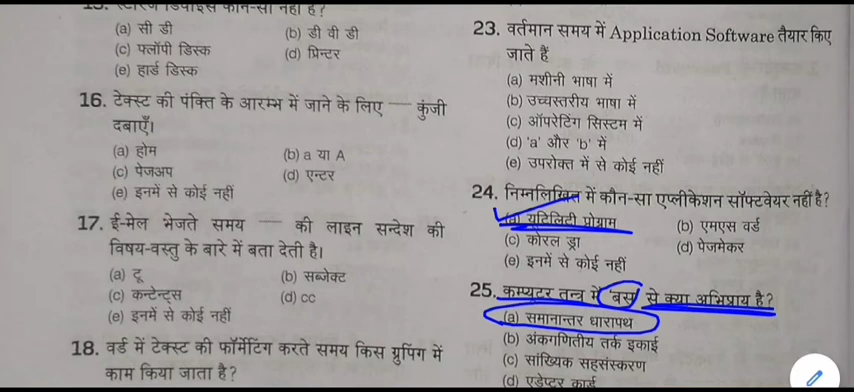 15. स्टोरेज डिवाइस कौन-सा नहीं है?
(a) सी डी (b) डी वी डी
(c) फ्लॉपी डिस्क (d) प्रिन्टर
(e) हार्ड डिस्क
16. टेक्स्ट की पंक्ति के आरम्भ में जाने के लिए — कुंजी
दबाएँ।
(a) होम (b) a या A
(c) पेजअप (d) एन्टर
(e) इनमें से कोई नहीं
17. ई-मेल भेजते समय — की लाइन सन्देश की
विषय-वस्तु के बारे में बता देती है।
(a) टू (b) सब्जेक्ट
(c) कन्टेन्ट्स (d) cc
(e) इनमें से कोई नहीं
18. वर्ड में टेक्स्ट की फॉर्मेटिंग करते समय किस ग्रुपिंग में
काम किया जाता है?
23. वर्तमान समय में Application Software तैयार किए
जाते हैं
(a) मशीनी भाषा में
(b) उच्चस्तरीय भाषा में
(c) ऑपरेटिंग सिस्टम में
(d) 'a' और 'b' में
(e) उपरोक्त में से कोई नहीं
24. निम्नलिखित में कौन-सा एप्लीकेशन सॉफ्टवेयर नहीं है?
(a) यूटिलिटी प्रोग्राम (b) एमएस वर्ड
(c) कोरल ड्रा (d) पेजमेकर
(e) इनमें से कोई नहीं
25. कम्प्यूटर तन्त्र में 'बस' से क्या अभिप्राय है?
(a) समानान्तर धारापथ
(b) अंकगणितीय तर्क इकाई
(c) सांख्यिक सहसंस्करण
(d) एडेप्टर कार्ड